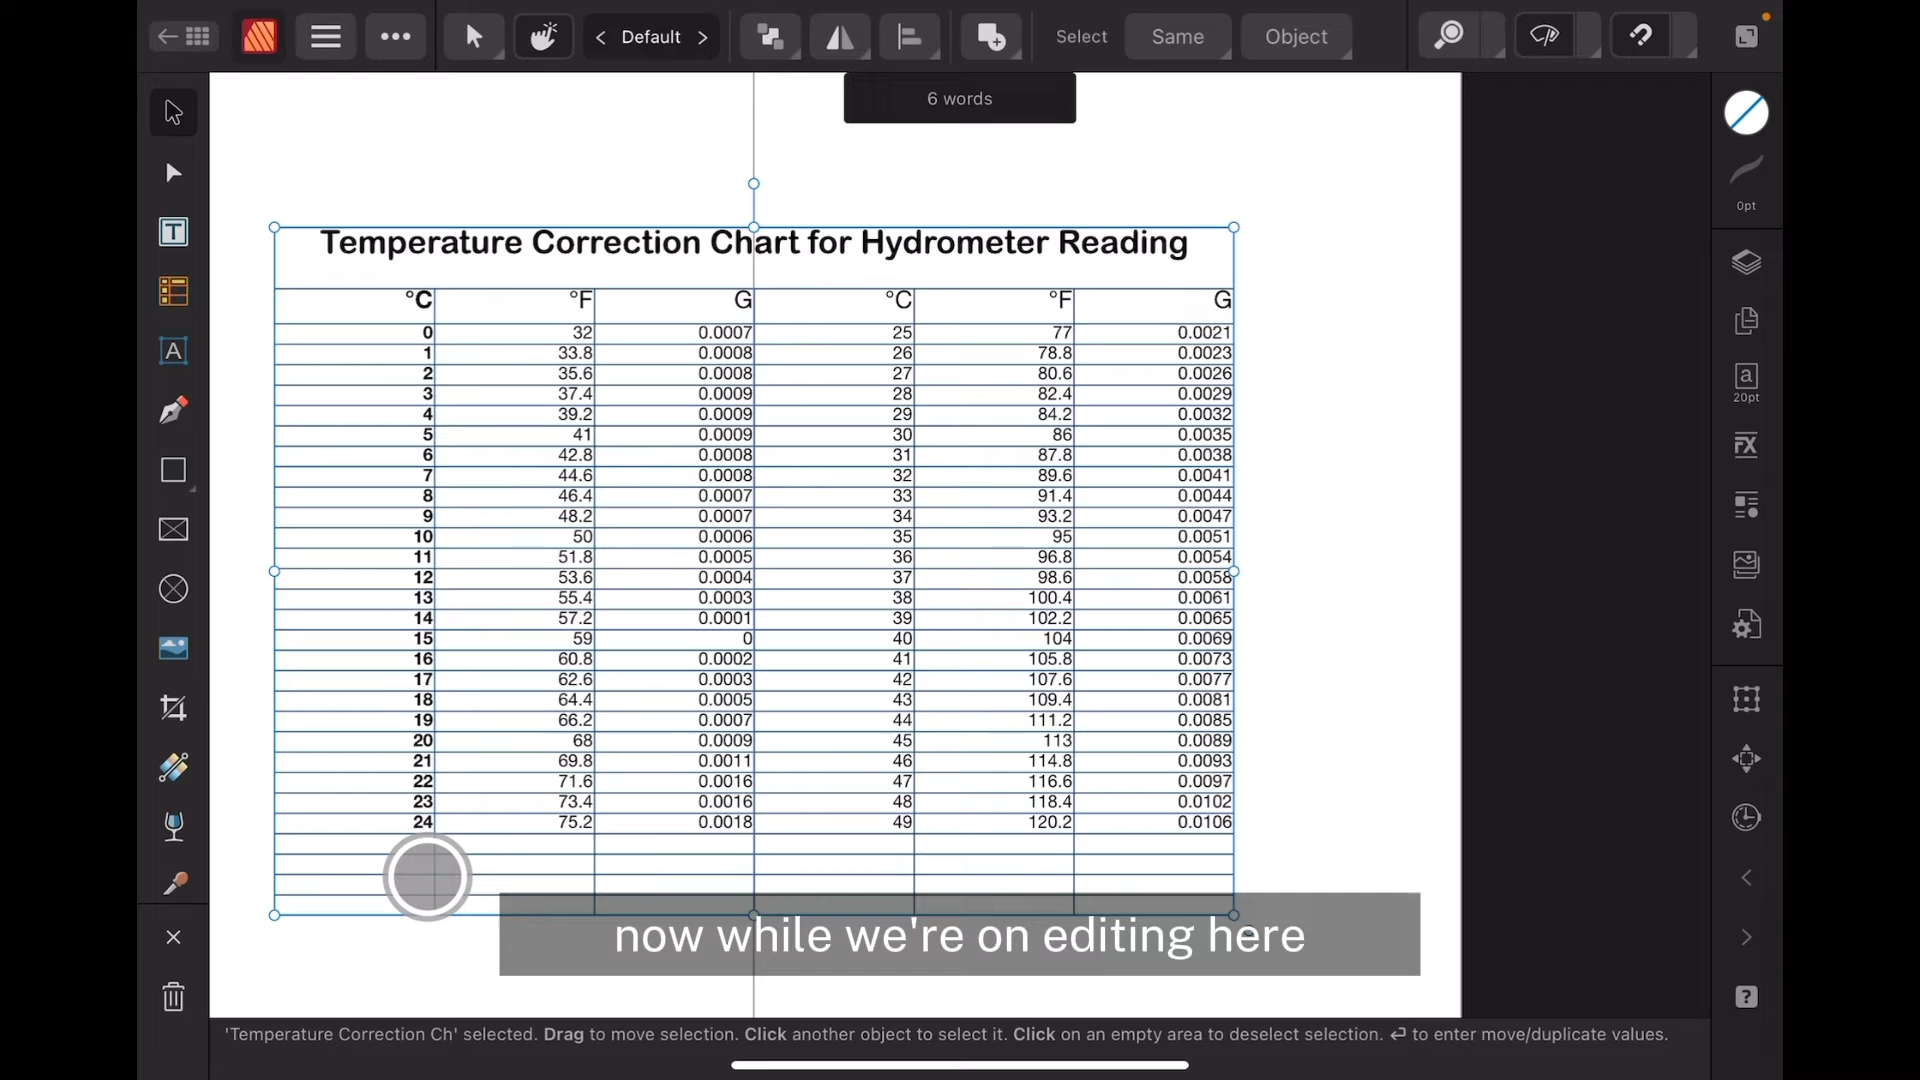 Default
Select
Same
Object
6 words
0pt
a
20pt
FX
T
A
?
Temperature Correction Chart for Hydrometer Reading
°C °F G °C °F G
0 32 0.0007 25 77 0.0021
1 33.8 0.0008 26 78.8 0.0023
2 35.6 0.0008 27 80.6 0.0026
3 37.4 0.0009 28 82.4 0.0029
4 39.2 0.0009 29 84.2 0.0032
5 41 0.0009 30 86 0.0035
6 42.8 0.0008 31 87.8 0.0038
7 44.6 0.0008 32 89.6 0.0041
8 46.4 0.0007 33 91.4 0.0044
9 48.2 0.0007 34 93.2 0.0047
10 50 0.0006 35 95 0.0051
11 51.8 0.0005 36 96.8 0.0054
12 53.6 0.0004 37 98.6 0.0058
13 55.4 0.0003 38 100.4 0.0061
14 57.2 0.0001 39 102.2 0.0065
15 59 0 40 104 0.0069
16 60.8 0.0002 41 105.8 0.0073
17 62.6 0.0003 42 107.6 0.0077
18 64.4 0.0005 43 109.4 0.0081
19 66.2 0.0007 44 111.2 0.0085
20 68 0.0009 45 113 0.0089
21 69.8 0.0011 46 114.8 0.0093
22 71.6 0.0016 47 116.6 0.0097
23 73.4 0.0016 48 118.4 0.0102
24 75.2 0.0018 49 120.2 0.0106
now while we're on editing here
'Temperature Correction Ch' selected. Drag to move selection. Click another object to select it. Click on an empty area to deselect selection. ↵ to enter move/duplicate values.